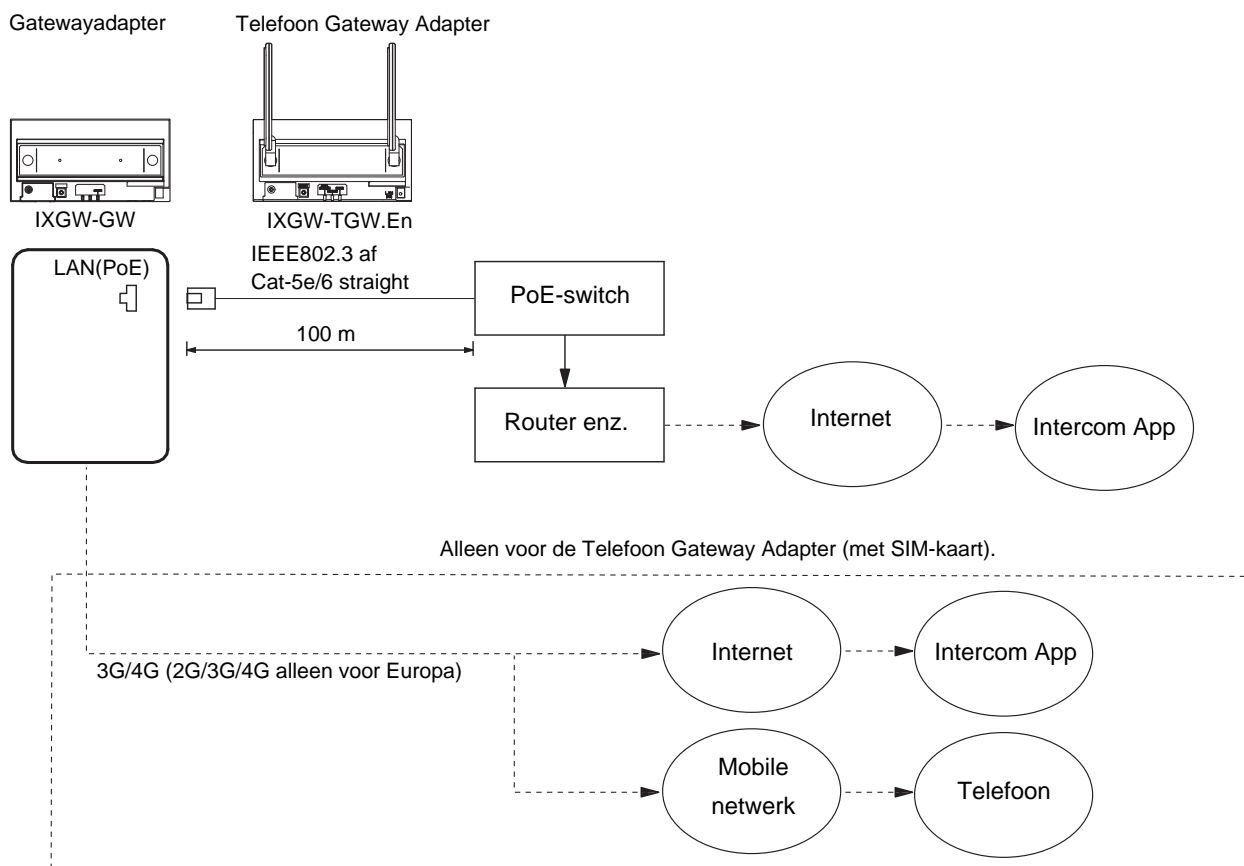 Gatewayadapter
Telefoon Gateway Adapter
IXGW-GW
IXGW-TGW.En
LAN(PoE)
IEEE802.3 af
Cat-5e/6 straight
100 m
PoE-switch
Router enz.
Internet
Intercom App
Alleen voor de Telefoon Gateway Adapter (met SIM-kaart).
3G/4G (2G/3G/4G alleen voor Europa)
Internet
Intercom App
Mobile
netwerk
Telefoon